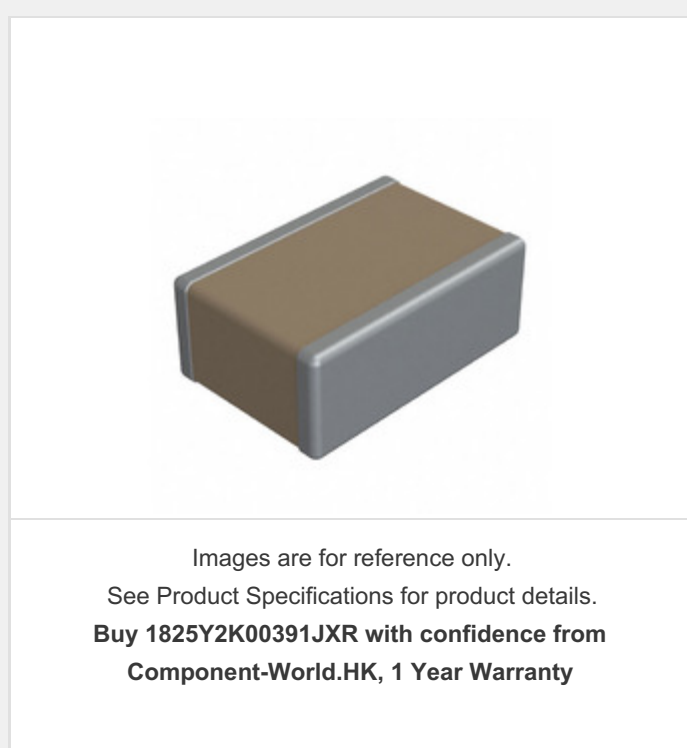 Images are for reference only.
See Product Specifications for product details.
Buy 1825Y2K00391JXR with confidence from
Component-World.HK, 1 Year Warranty